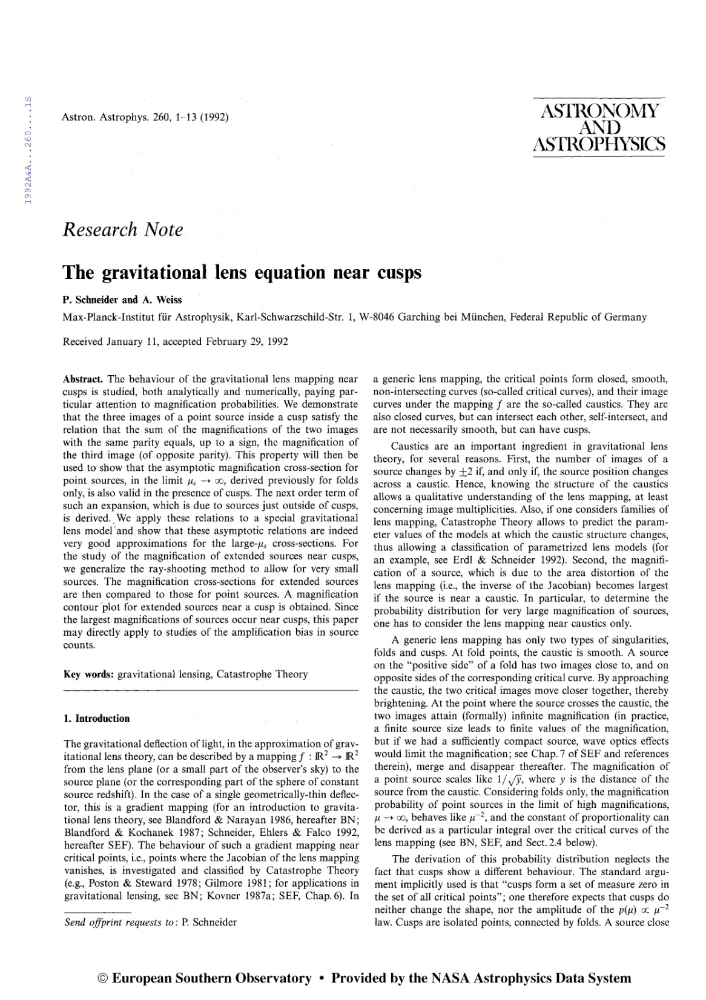 1992A&A...260....1S
Astron. Astrophys. 260, 1–13 (1992)
ASTRONOMY
AND
ASTROPHYSICS
Research Note
The gravitational lens equation near cusps
P. Schneider and A. Weiss
Max-Planck-Institut für Astrophysik, Karl-Schwarzschild-Str. 1, W-8046 Garching bei München, Federal Republic of Germany
Received January 11, accepted February 29, 1992
Abstract. The behaviour of the gravitational lens mapping near
cusps is studied, both analytically and numerically, paying par-
ticular attention to magnification probabilities. We demonstrate
that the three images of a point source inside a cusp satisfy the
relation that the sum of the magnifications of the two images
with the same parity equals, up to a sign, the magnification of
the third image (of opposite parity). This property will then be
used to show that the asymptotic magnification cross-section for
point sources, in the limit μₛ → ∞, derived previously for folds
only, is also valid in the presence of cusps. The next order term of
such an expansion, which is due to sources just outside of cusps,
is derived. We apply these relations to a special gravitational
lens model and show that these asymptotic relations are indeed
very good approximations for the large-μₛ cross-sections. For
the study of the magnification of extended sources near cusps,
we generalize the ray-shooting method to allow for very small
sources. The magnification cross-sections for extended sources
are then compared to those for point sources. A magnification
contour plot for extended sources near a cusp is obtained. Since
the largest magnifications of sources occur near cusps, this paper
may directly apply to studies of the amplification bias in source
counts.
Key words: gravitational lensing, Catastrophe Theory
1. Introduction
The gravitational deflection of light, in the approximation of grav-
itational lens theory, can be described by a mapping f : ℝ² → ℝ²
from the lens plane (or a small part of the observer's sky) to the
source plane (or the corresponding part of the sphere of constant
source redshift). In the case of a single geometrically-thin deflec-
tor, this is a gradient mapping (for an introduction to gravita-
tional lens theory, see Blandford & Narayan 1986, hereafter BN;
Blandford & Kochanek 1987; Schneider, Ehlers & Falco 1992,
hereafter SEF). The behaviour of such a gradient mapping near
critical points, i.e., points where the Jacobian of the lens mapping
vanishes, is investigated and classified by Catastrophe Theory
(e.g., Poston & Steward 1978; Gilmore 1981; for applications in
gravitational lensing, see BN; Kovner 1987a; SEF, Chap. 6). In
Send offprint requests to: P. Schneider
a generic lens mapping, the critical points form closed, smooth,
non-intersecting curves (so-called critical curves), and their image
curves under the mapping f are the so-called caustics. They are
also closed curves, but can intersect each other, self-intersect, and
are not necessarily smooth, but can have cusps.
Caustics are an important ingredient in gravitational lens
theory, for several reasons. First, the number of images of a
source changes by ±2 if, and only if, the source position changes
across a caustic. Hence, knowing the structure of the caustics
allows a qualitative understanding of the lens mapping, at least
concerning image multiplicities. Also, if one considers families of
lens mapping, Catastrophe Theory allows to predict the param-
eter values of the models at which the caustic structure changes,
thus allowing a classification of parametrized lens models (for
an example, see Erdl & Schneider 1992). Second, the magnifi-
cation of a source, which is due to the area distortion of the
lens mapping (i.e., the inverse of the Jacobian) becomes largest
if the source is near a caustic. In particular, to determine the
probability distribution for very large magnification of sources,
one has to consider the lens mapping near caustics only.
A generic lens mapping has only two types of singularities,
folds and cusps. At fold points, the caustic is smooth. A source
on the "positive side" of a fold has two images close to, and on
opposite sides of the corresponding critical curve. By approaching
the caustic, the two critical images move closer together, thereby
brightening. At the point where the source crosses the caustic, the
two images attain (formally) infinite magnification (in practice,
a finite source size leads to finite values of the magnification,
but if we had a sufficiently compact source, wave optics effects
would limit the magnification; see Chap. 7 of SEF and references
therein), merge and disappear thereafter. The magnification of
a point source scales like 1/√y, where y is the distance of the
source from the caustic. Considering folds only, the magnification
probability of point sources in the limit of high magnifications,
μ → ∞, behaves like μ⁻², and the constant of proportionality can
be derived as a particular integral over the critical curves of the
lens mapping (see BN, SEF, and Sect. 2.4 below).
The derivation of this probability distribution neglects the
fact that cusps show a different behaviour. The standard argu-
ment implicitly used is that "cusps form a set of measure zero in
the set of all critical points"; one therefore expects that cusps do
neither change the shape, nor the amplitude of the p(μ) ∝ μ⁻²
law. Cusps are isolated points, connected by folds. A source close
© European Southern Observatory • Provided by the NASA Astrophysics Data System